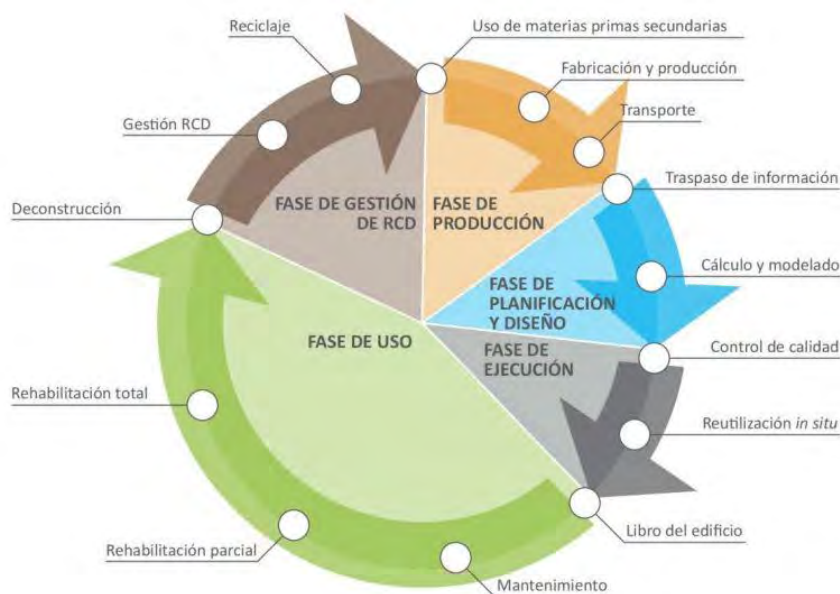 Reciclaje
Uso de materias primas secundarias
Fabricación y producción
Gestión RCD
Transporte
Traspaso de información
Deconstrucción
FASE DE GESTIÓN
DE RCD
FASE DE
PRODUCCIÓN
Cálculo y modelado
FASE DE
PLANIFICACIÓN
Y DISEÑO
FASE DE USO
FASE DE
EJECUCIÓN
Control de calidad
Rehabilitación total
Reutilización in situ
Libro del edificio
Rehabilitación parcial
Mantenimiento